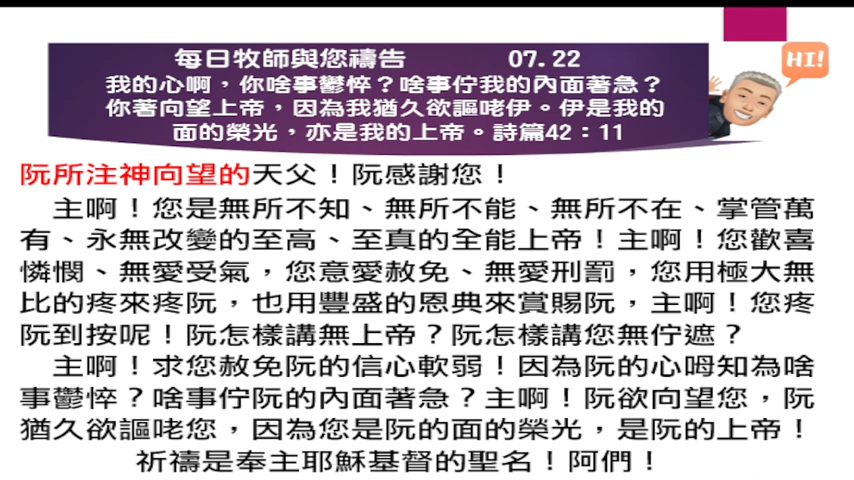 每日牧師與您禱告 07.22
我的心啊，你啥事鬱悴？啥事佇我的內面著急？
你著向望上帝，因為我猶久欲謳咾伊。伊是我的
面的榮光，亦是我的上帝。詩篇42：11
HI!
阮所注神向望的天父！阮感謝您！
主啊！您是無所不知、無所不能、無所不在、掌管萬
有、永無改變的至高、至真的全能上帝！主啊！您歡喜
憐憫、無愛受氣，您意愛赦免、無愛刑罰，您用極大無
比的疼來疼阮，也用豐盛的恩典來賞賜阮，主啊！您疼
阮到按呢！阮怎樣講無上帝？阮怎樣講您無佇遮？
主啊！求您赦免阮的信心軟弱！因為阮的心呣知為啥
事鬱悴？啥事佇阮的內面著急？主啊！阮欲向望您，阮
猶久欲謳咾您，因為您是阮的面的榮光，是阮的上帝！
祈禱是奉主耶穌基督的聖名！阿們！